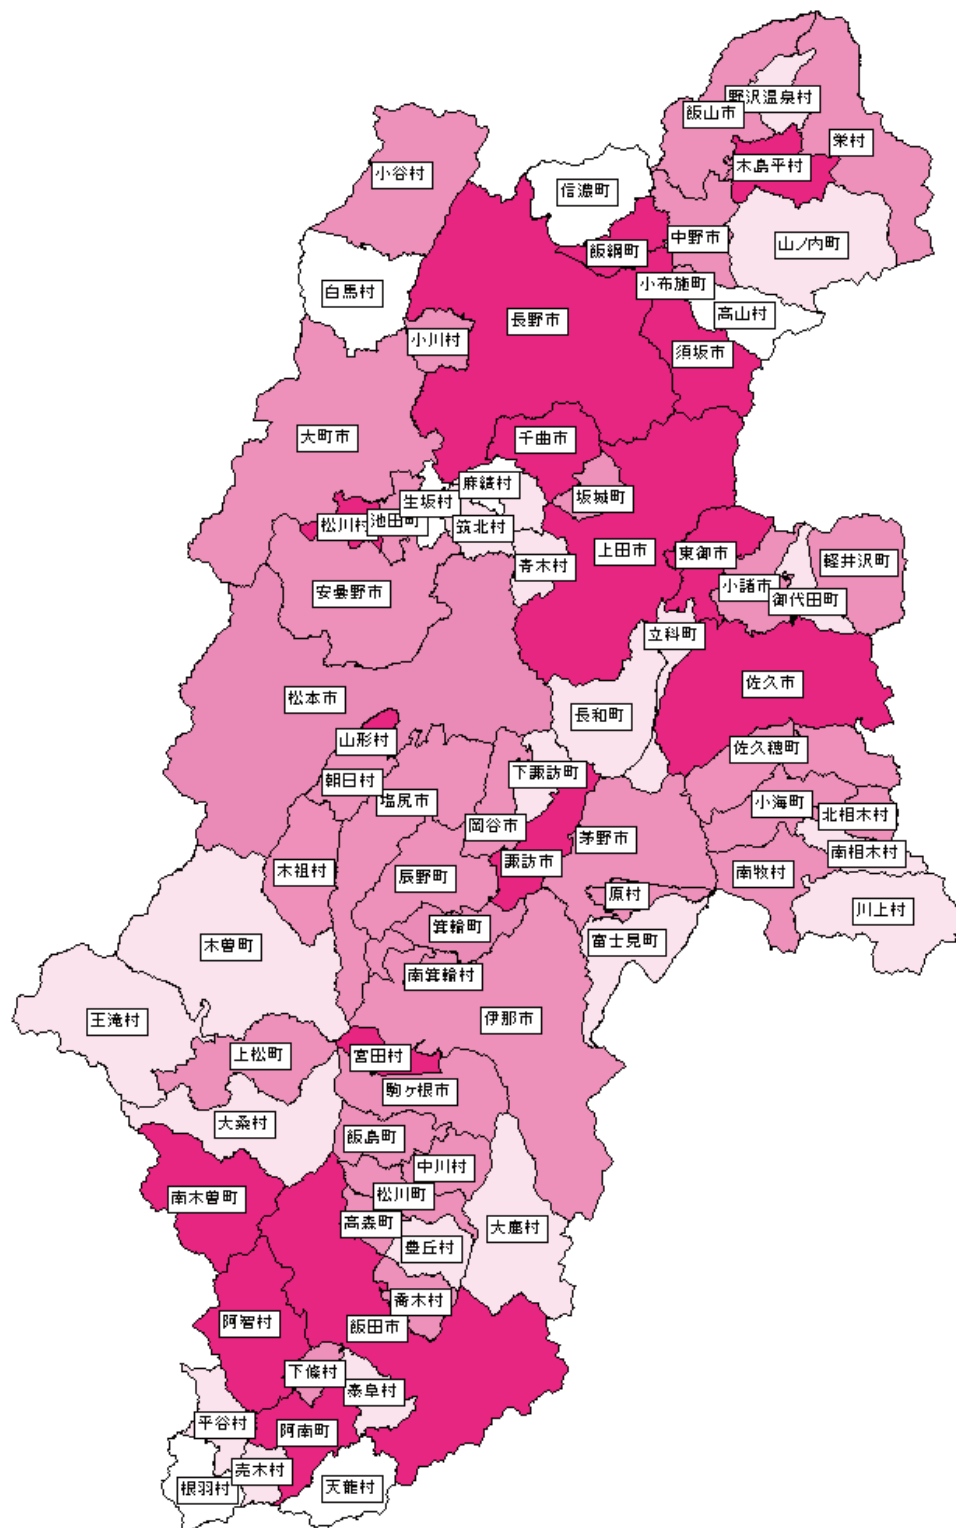 野沢温泉村
飯山市
栄村
木島平村
小谷村
信濃町
中野市
山ノ内町
飯綱町
小布施町
白馬村
高山村
長野市
小川村
須坂市
大町市
千曲市
麻績村
坂城町
生坂村
松川村
池田町
筑北村
上田市
東御市
青木村
軽井沢町
小諸市
安曇野市
御代田町
立科町
佐久市
松本市
長和町
山形村
佐久穂町
下諏訪町
朝日村
塩尻市
小海町
北相木村
岡谷市
茅野市
南相木村
諏訪市
木祖村
辰野町
南牧村
原村
川上村
箕輪町
富士見町
木曽町
南箕輪村
王滝村
伊那市
上松町
宮田村
駒ヶ根市
大桑村
飯島町
中川村
南木曽町
松川町
高森町
大鹿村
豊丘村
喬木村
阿智村
飯田市
下條村
泰阜村
平谷村
阿南町
売木村
根羽村
天龍村